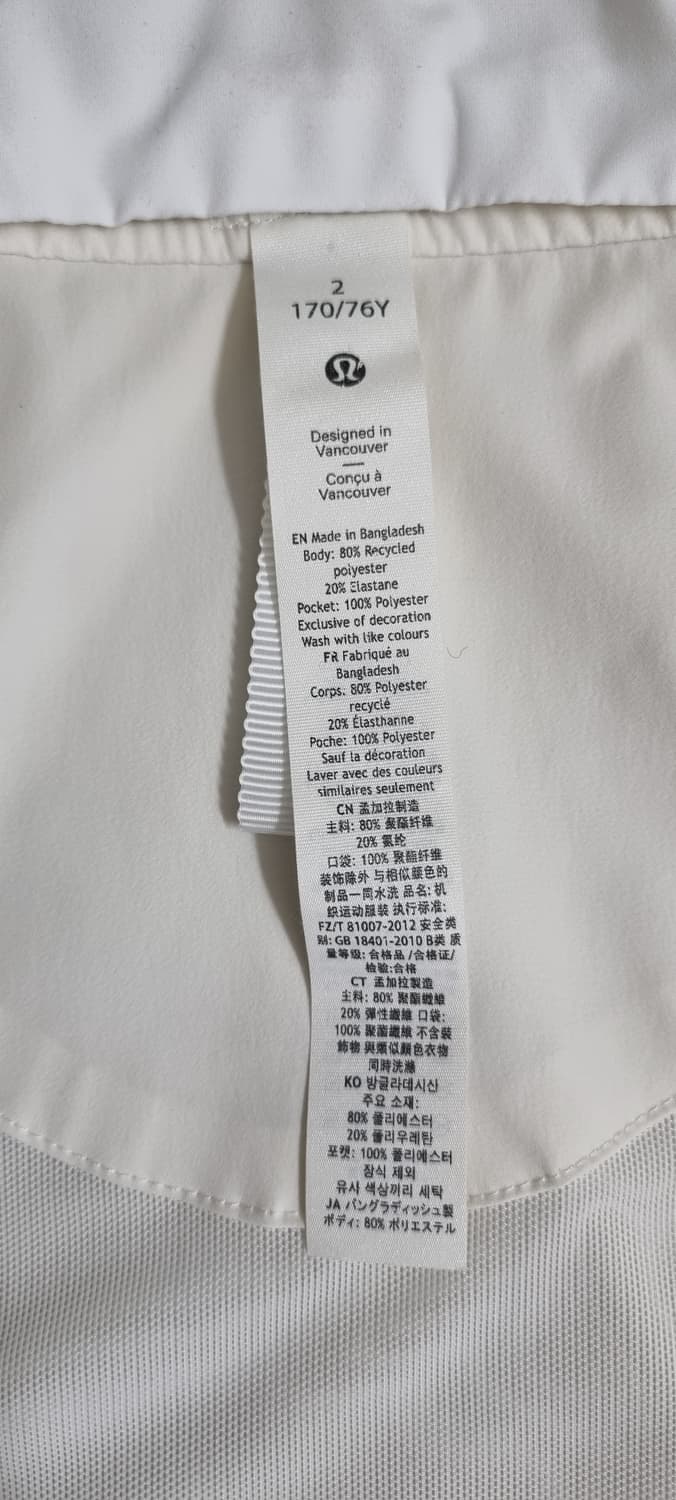 2
170/76Y
Designed in
Vancouver
Conçu à
Vancouver
EN Made in Bangladesh
Body: 80% Recycled
polyester
20% Elastane
Pocket: 100% Polyester
Exclusive of decoration
Wash with like colours
FR Fabriqué au
Bangladesh
Corps: 80% Polyester
recyclé
20% Élasthanne
Poche: 100% Polyester
Sauf la décoration
Laver avec des couleurs
similaires seulement
CN 孟加拉制造
主料: 80% 聚酯纤维
20% 氨纶
口袋: 100% 聚酯纤维
装饰除外 与相似颜色的
制品一同水洗 品名: 机
织运动服装 执行标准:
FZ/T 81007-2012 安全类
别: GB 18401-2010 B类 质
量等级: 合格品 /合格证/
检验:合格
CT 孟加拉製造
主料: 80% 聚酯纖維
20% 彈性纖維 口袋:
100% 聚酯纖維 不含裝
飾物 與類似顏色衣物
同時洗滌
KO 방글라데시산
주요 소재:
80% 폴리에스터
20% 폴리우레탄
포켓: 100% 폴리에스터
장식 제외
유사 색상끼리 세탁
JA バングラディッシュ製
ボディ: 80% ポリエステル